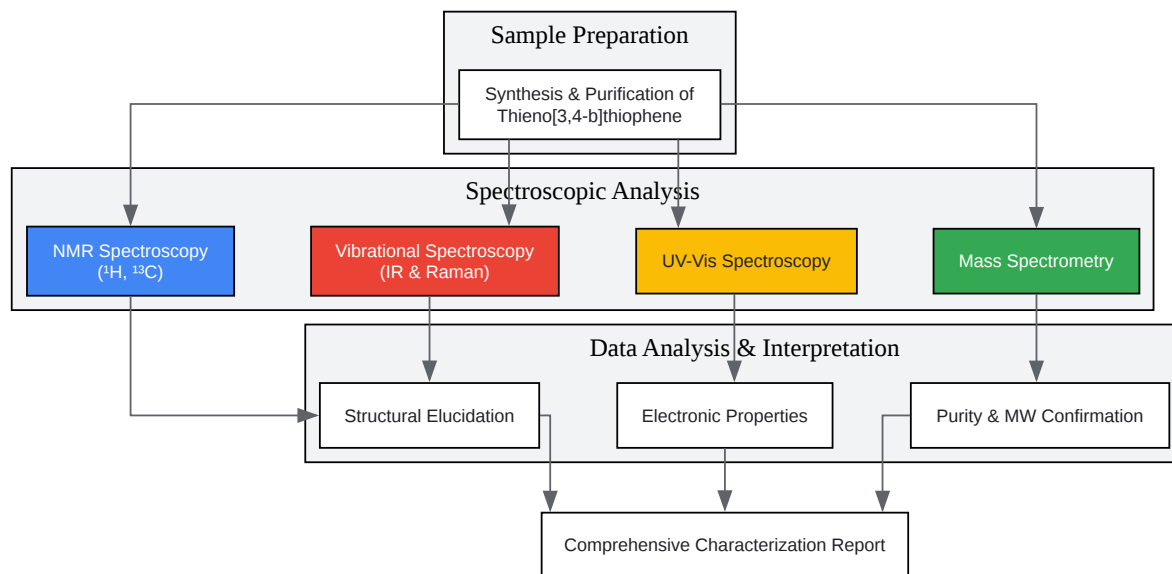 Sample Preparation
Synthesis & Purification of
Thieno[3,4-b]thiophene
Spectroscopic Analysis
NMR Spectroscopy
(¹H, ¹³C)
Vibrational Spectroscopy
(IR & Raman)
UV-Vis Spectroscopy
Mass Spectrometry
Data Analysis & Interpretation
Structural Elucidation
Electronic Properties
Purity & MW Confirmation
Comprehensive Characterization Report